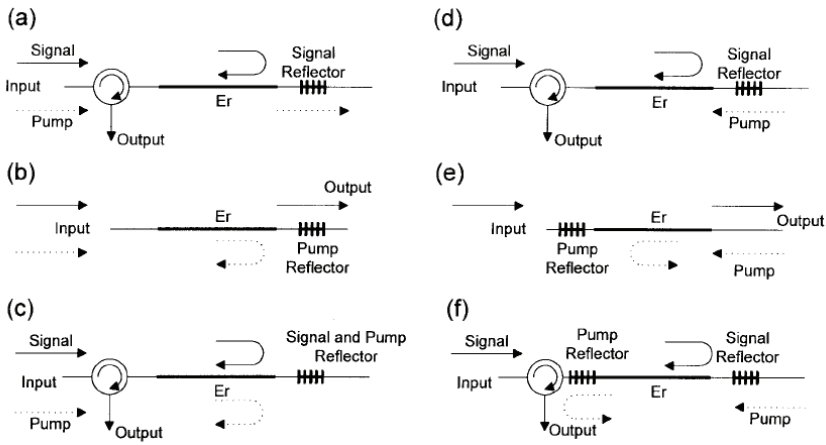 (a)
Signal
Signal
Reflector
Input
Er
Pump
Output
(b)
Output
Er
Input
Pump
Reflector
(c)
Signal
Signal and Pump
Reflector
Input
Er
Pump
Output
(d)
Signal
Signal
Reflector
Input
Er
Pump
Output
(e)
Er
Output
Input
Pump
Reflector
Pump
(f)
Signal
Pump
Reflector
Signal
Reflector
Input
Er
Output
Pump